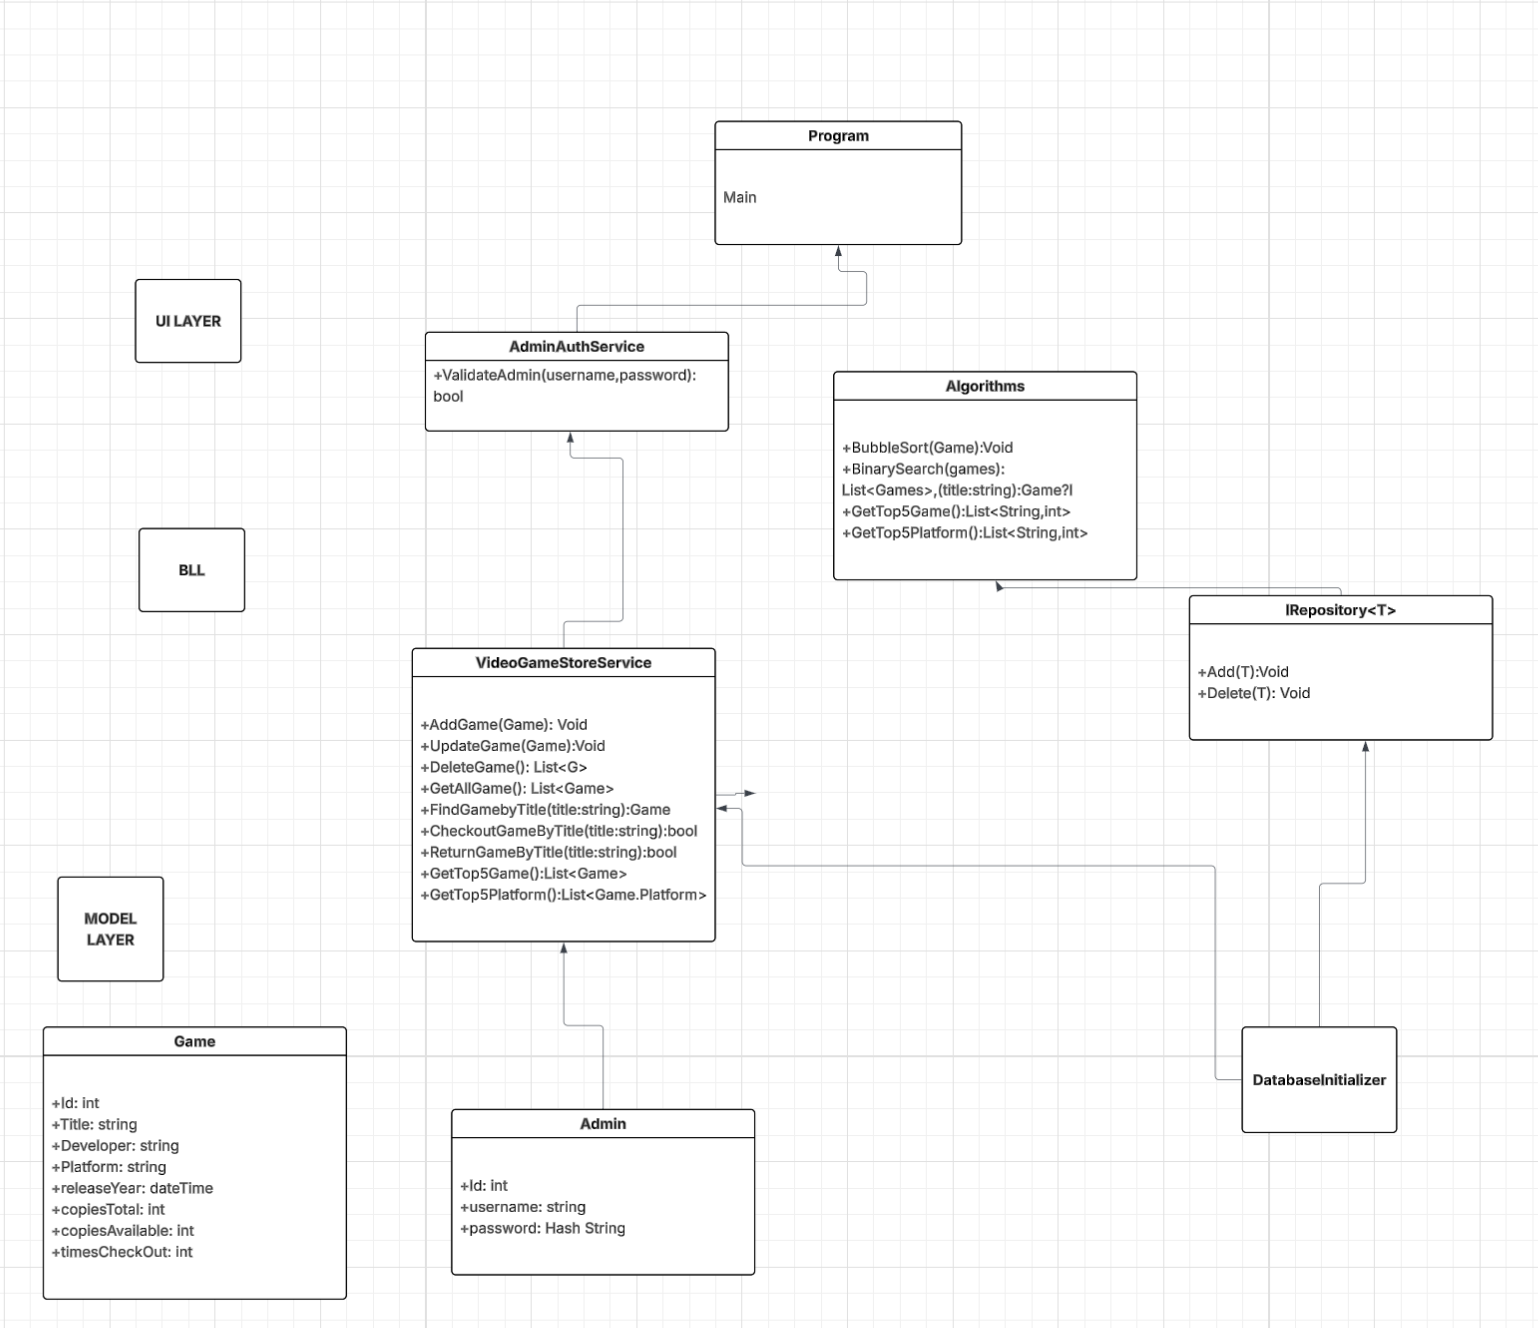 Program
Main
UI LAYER
AdminAuthService
+ValidateAdmin(username,password):
bool
Algorithms
+BubbleSort(Game):Void
+BinarySearch(games):
List<Games>,(title:string):Game?l
+GetTop5Game():List<String,int>
+GetTop5Platform():List<String,int>
BLL
IRepository<T>
+Add(T):Void
+Delete(T): Void
VideoGameStoreService
+AddGame(Game): Void
+UpdateGame(Game):Void
+DeleteGame(): List<G>
+GetAllGame(): List<Game>
+FindGamebyTitle(title:string):Game
+CheckoutGameByTitle(title:string):bool
+ReturnGameByTitle(title:string):bool
+GetTop5Game():List<Game>
+GetTop5Platform():List<Game.Platform>
MODEL
LAYER
Game
+Id: int
+Title: string
+Developer: string
+Platform: string
+releaseYear: dateTime
+copiesTotal: int
+copiesAvailable: int
+timesCheckOut: int
Admin
+Id: int
+username: string
+password: Hash String
DatabaseInitializer